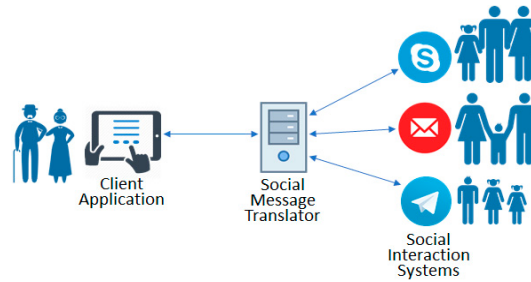 Client
Application
Social
Message
Translator
Social
Interaction
Systems